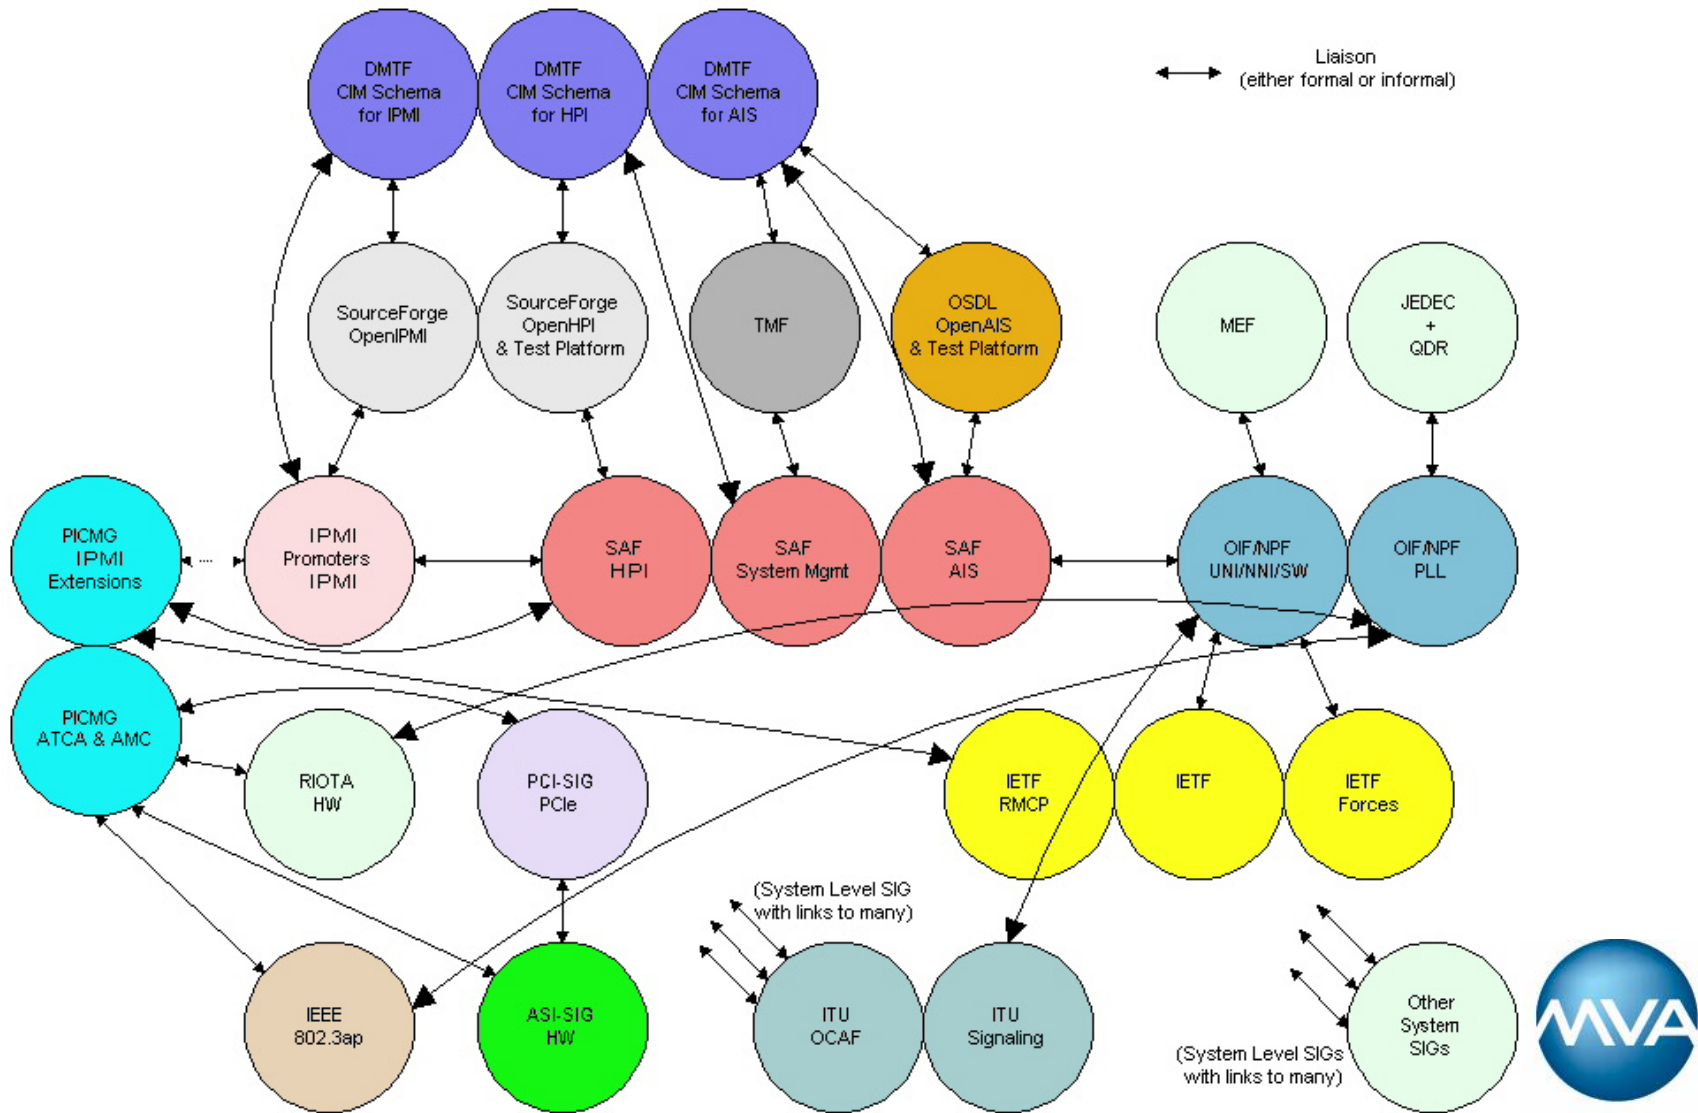 DMTF
CIM Schema
for IPMI
DMTF
CIM Schema
for HPI
DMTF
CIM Schema
for AIS
Liaison
(either formal or informal)
SourceForge
OpenIPMI
SourceForge
OpenHPI
& Test Platform
TMF
OSDL
OpenAIS
& Test Platform
MEF
JEDEC
+
QDR
PICMG
IPMI
Extensions
IPMI
Promoters
IPMI
SAF
HPI
SAF
System Mgmt
SAF
AIS
OIF/NPF
UNI/NNI/SW
OIF/NPF
PLL
PICMG
ATCA & AMC
RIOTA
HW
PCI-SIG
PCIe
IETF
RMCP
IETF
IETF
Forces
(System Level SIG
with links to many)
IEEE
802.3ap
ASI-SIG
HW
ITU
OCAF
ITU
Signaling
(System Level SIGs
with links to many)
Other
System
SIGs
MVA